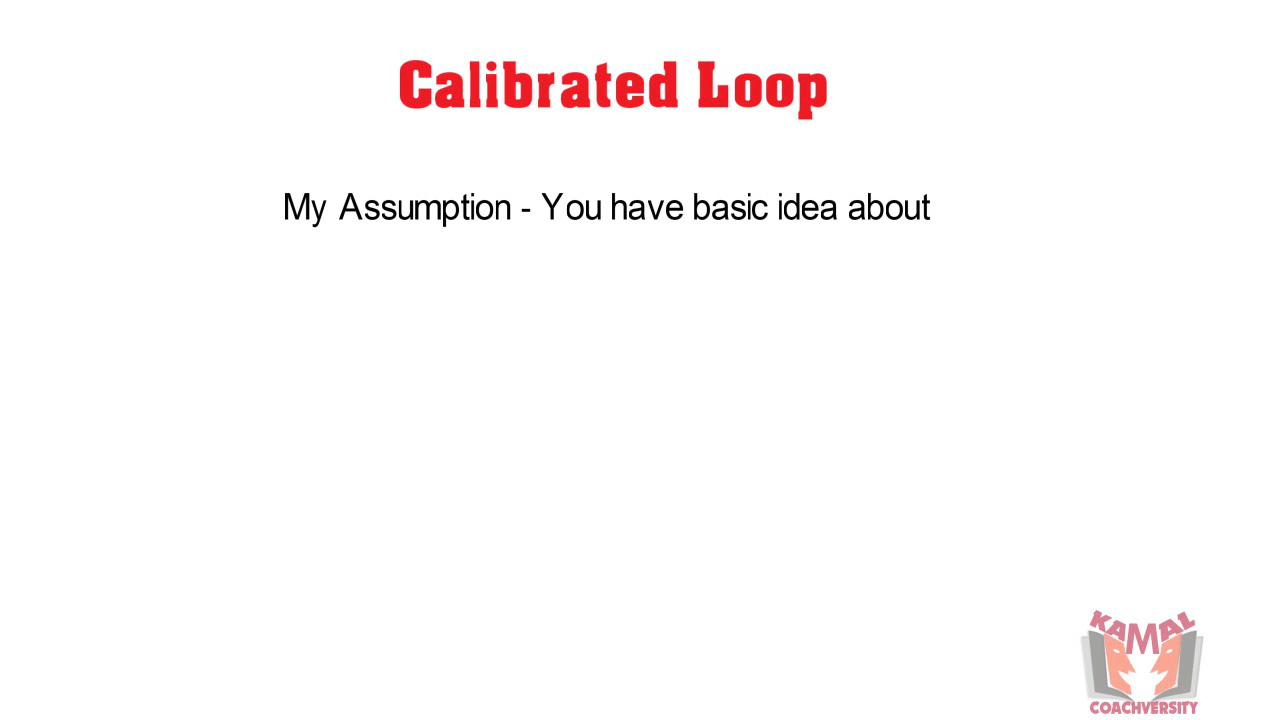 Calibrated Loop
My Assumption - You have basic idea about
KAMAL
COACHVERSITY